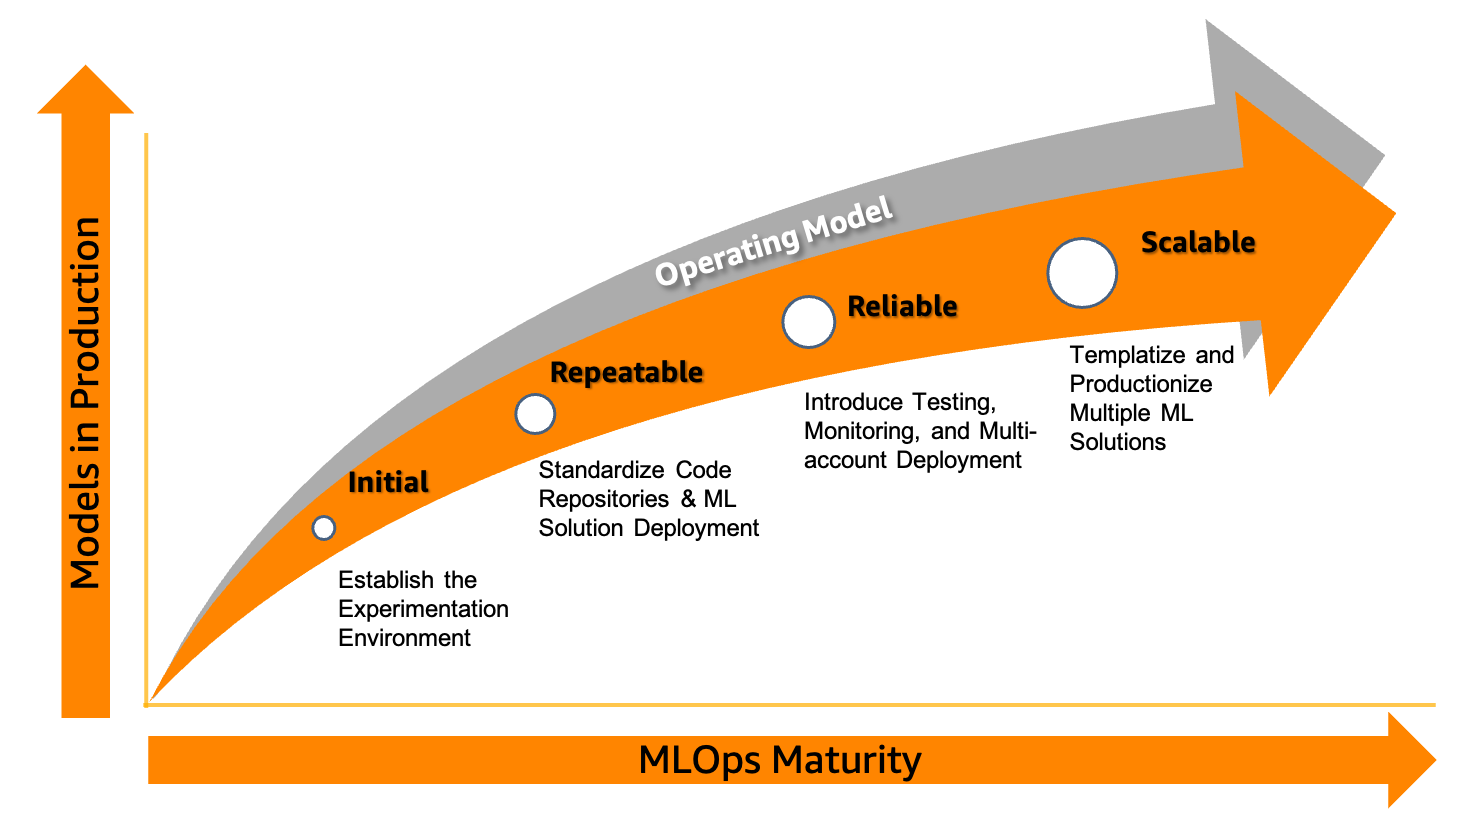 Models in Production
Operating Model
Scalable
Reliable
Repeatable
Initial
Templatize and
Productionize
Multiple ML
Solutions
Introduce Testing,
Monitoring, and Multi-
account Deployment
Standardize Code
Repositories & ML
Solution Deployment
Establish the
Experimentation
Environment
MLOps Maturity